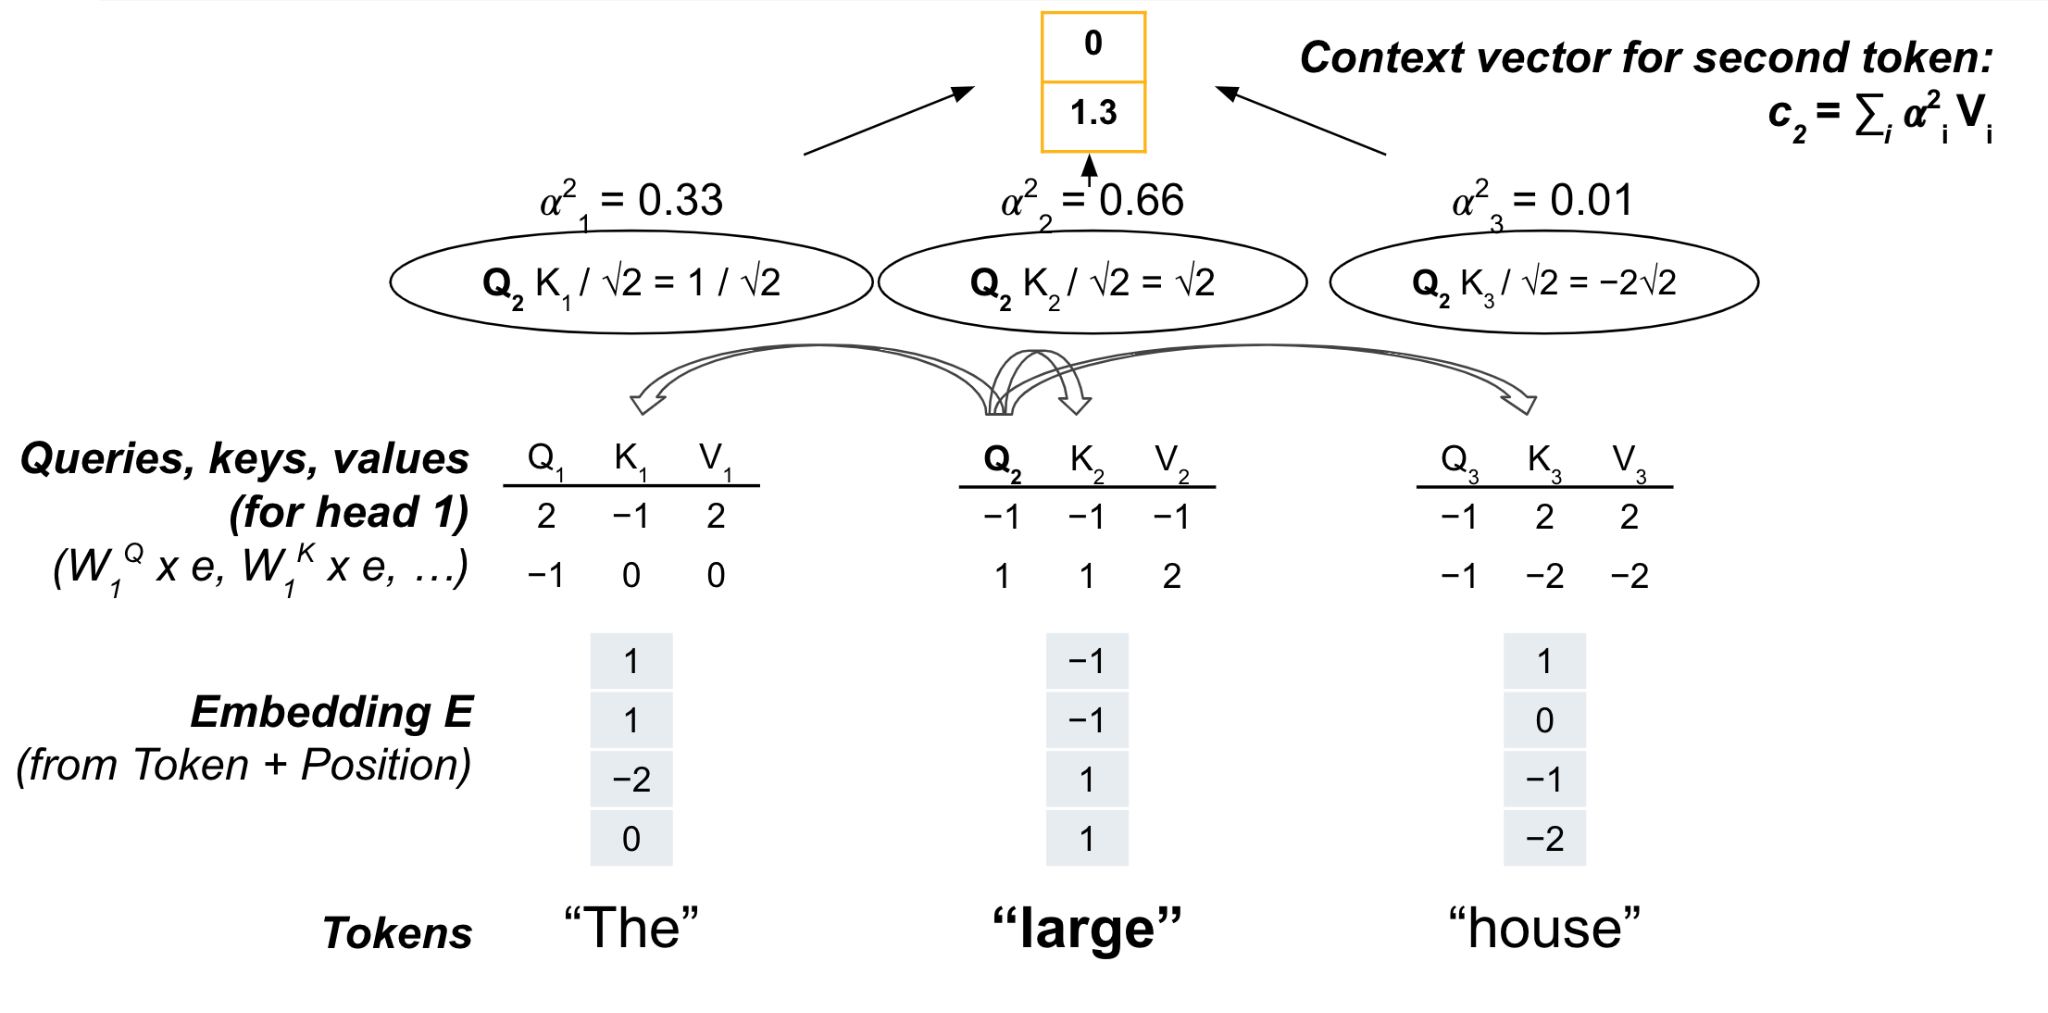 0
Context vector for second token:
1.3
c₂ = ∑ᵢ α²ᵢ Vᵢ
α²₁ = 0.33 α²₂ = 0.66 α²₃ = 0.01
Q₂ K₁ / √2 = 1 / √2 Q₂ K₂ / √2 = √2 Q₂ K₃ / √2 = −2√2
Queries, keys, values Q₁ K₁ V₁ Q₂ K₂ V₂ Q₃ K₃ V₃
(for head 1) 2 −1 2 −1 −1 −1 −1 2 2
(W₁^Q x e, W₁^K x e, …) −1 0 0 1 1 2 −1 −2 −2
1 −1 1
Embedding E 1 −1 0
(from Token + Position) −2 1 −1
0 1 −2
Tokens “The” “large” “house”